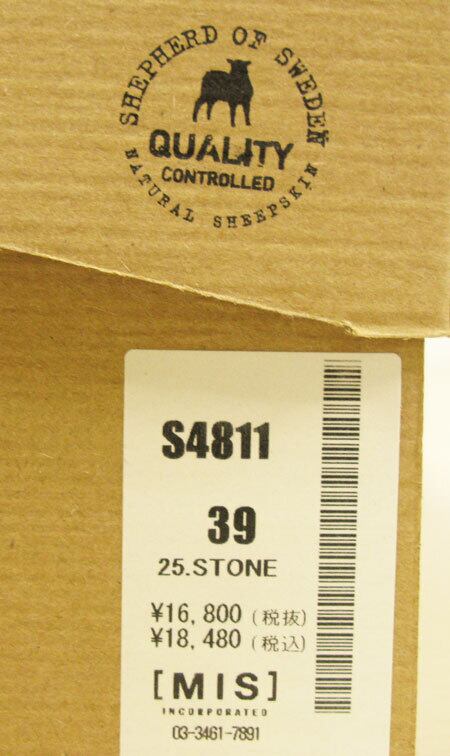 SHEPHERD OF SWEDEN
QUALITY
CONTROLLED
NATURAL SHEEPSKIN
S4811
39
25.STONE
¥16,800(税抜)
¥18,480(税込)
[MIS]
INCORPORATED
03-3461-7891